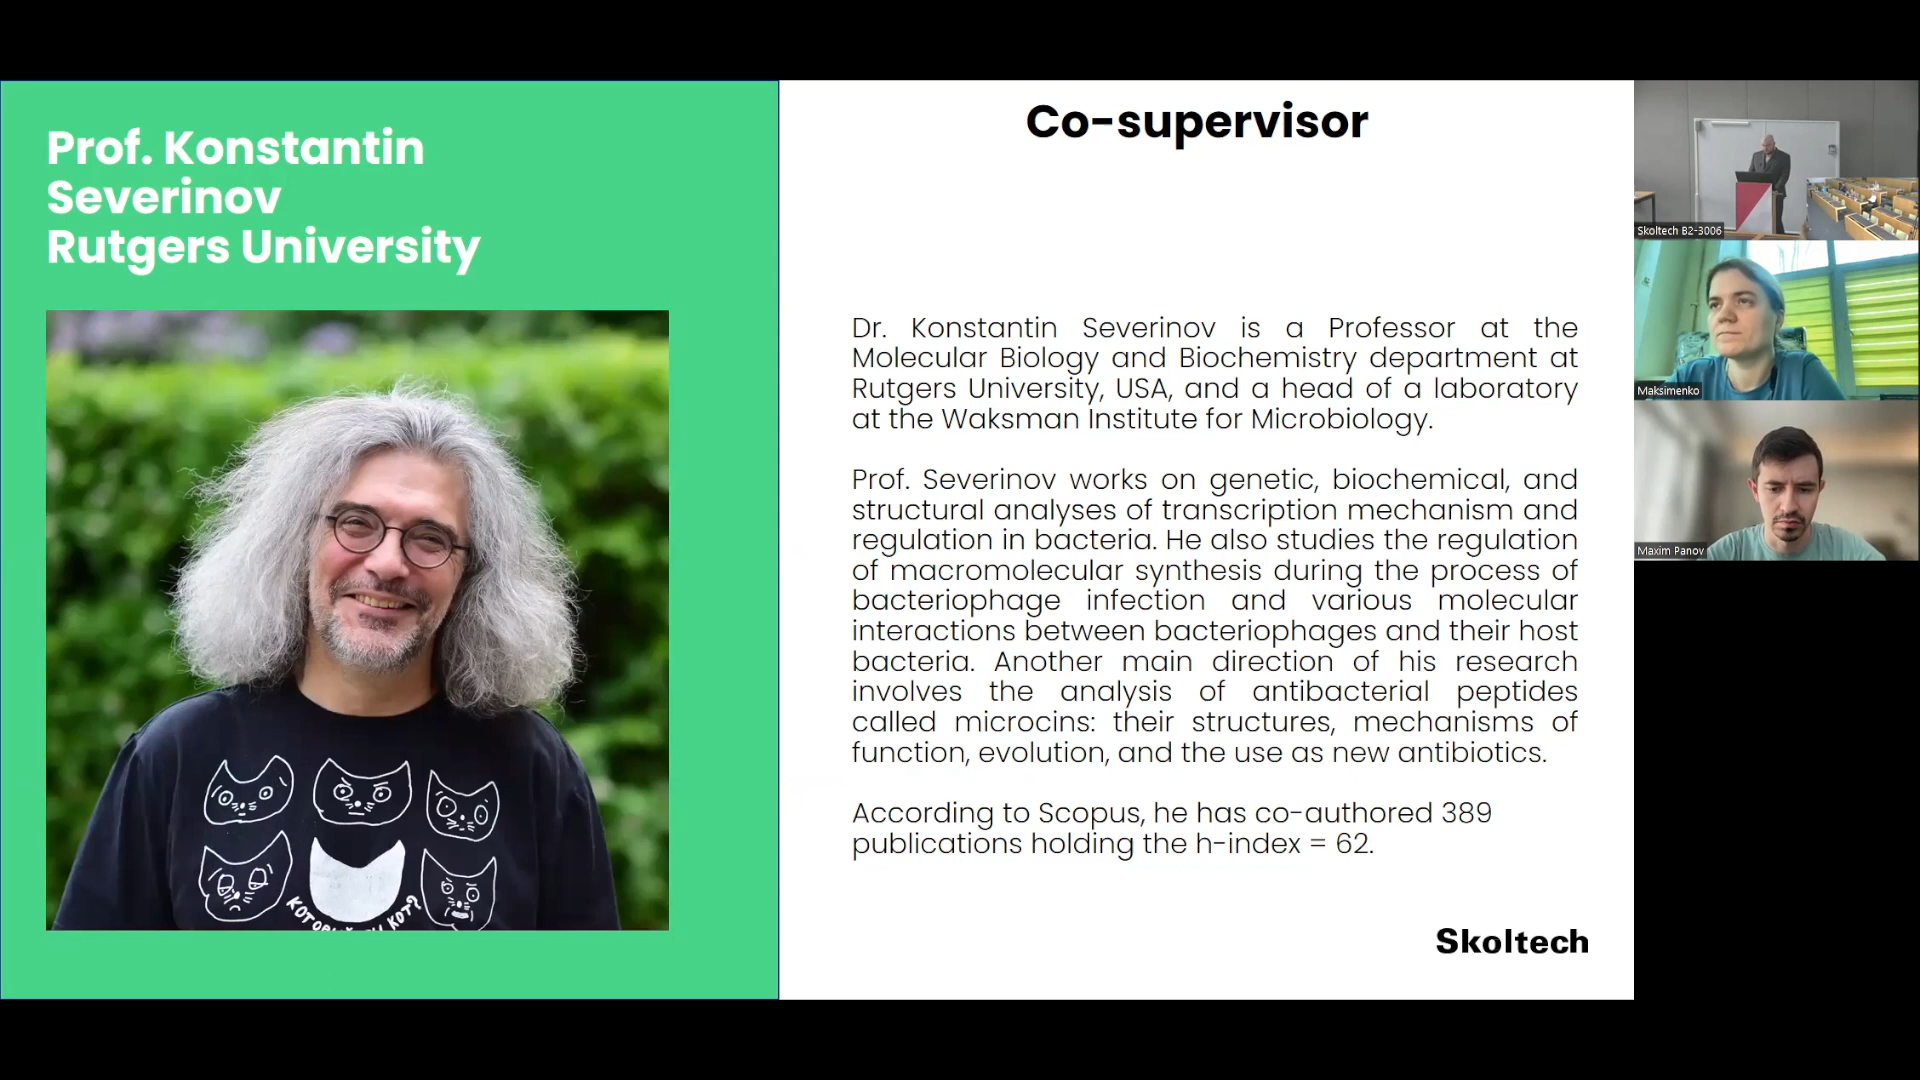 Prof. Konstantin
Severinov
Rutgers University
Co-supervisor
Dr. Konstantin Severinov is a Professor at the
Molecular Biology and Biochemistry department at
Rutgers University, USA, and a head of a laboratory
at the Waksman Institute for Microbiology.
Prof. Severinov works on genetic, biochemical, and
structural analyses of transcription mechanism and
regulation in bacteria. He also studies the regulation
of macromolecular synthesis during the process of
bacteriophage infection and various molecular
interactions between bacteriophages and their host
bacteria. Another main direction of his research
involves the analysis of antibacterial peptides
called microcins: their structures, mechanisms of
function, evolution, and the use as new antibiotics.
According to Scopus, he has co-authored 389
publications holding the h-index = 62.
Skoltech
Skoltech B2-3006
Maksimenko
Maxim Panov
КОТ?